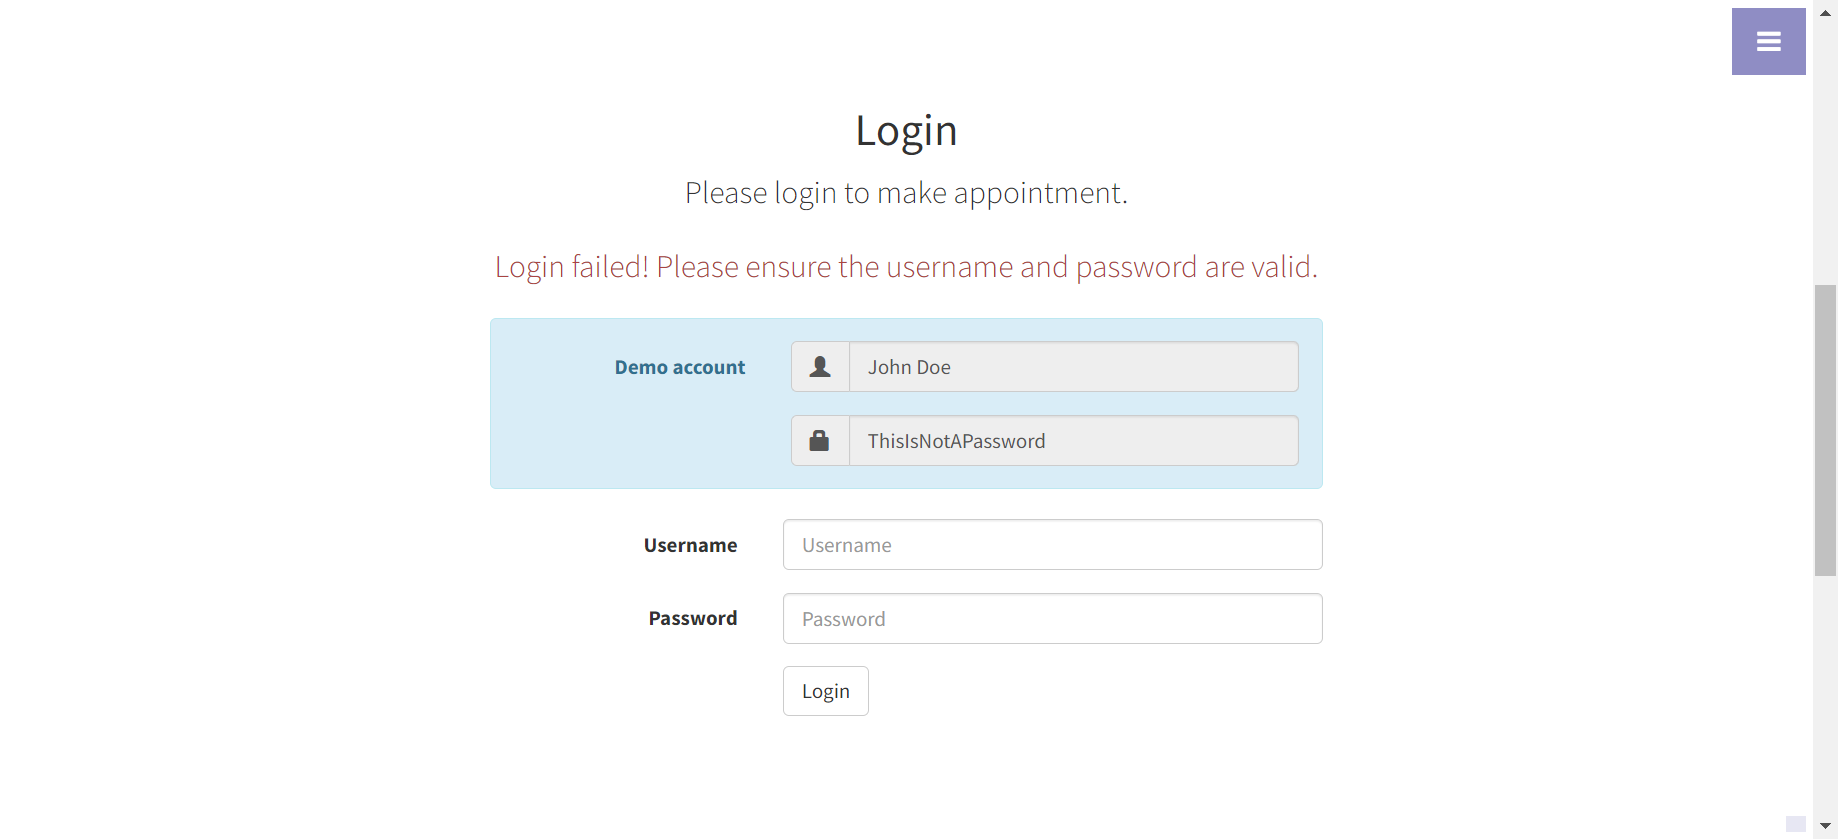 Login
Please login to make appointment.
Login failed! Please ensure the username and password are valid.
Demo account
John Doe
ThisIsNotAPassword
Username
Username
Password
Password
Login